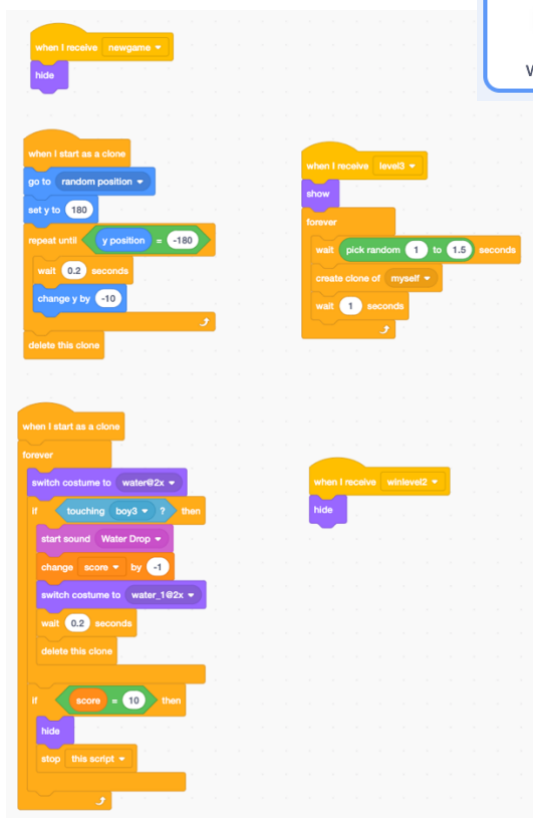 when I receive newgame
hide
when I start as a clone
go to random position
set y to 180
repeat until y position = -180
wait 0.2 seconds
change y by -10
delete this clone
when I receive level3
show
forever
wait pick random 1 to 1.5 seconds
create clone of myself
wait 1 seconds
when I start as a clone
forever
switch costume to water@2x
if touching boy3 ? then
start sound Water Drop
change score by -1
switch costume to water_1@2x
wait 0.2 seconds
delete this clone
if score = 10 then
hide
stop this script
when I receive winlevel2
hide